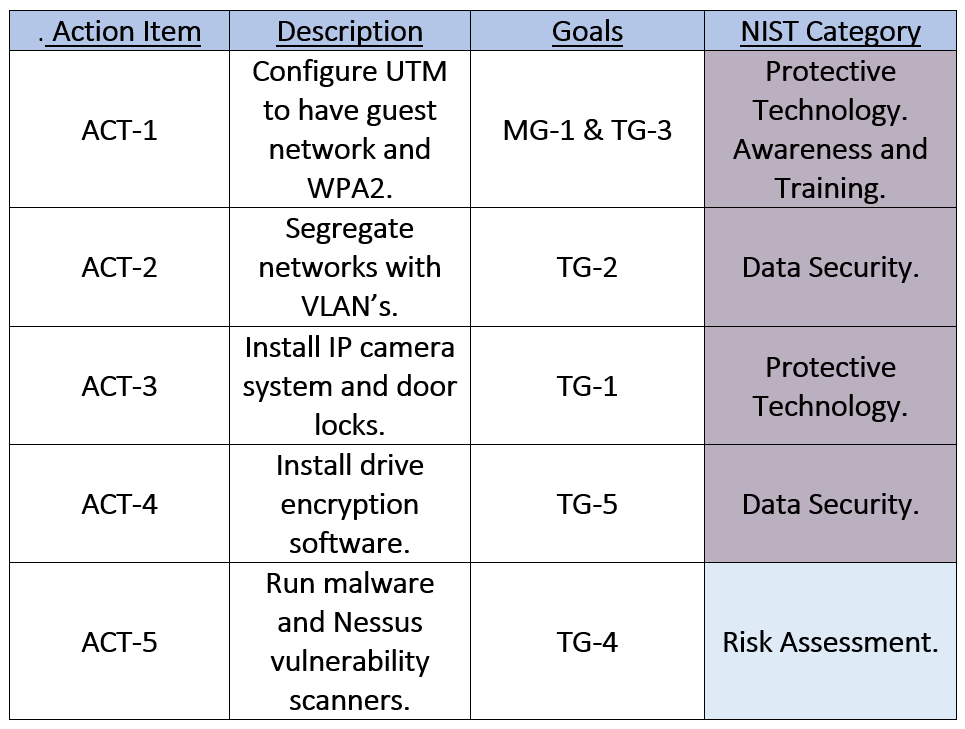 . Action Item Description Goals NIST Category
ACT-1
Configure UTM
to have guest
network and
WPA2.
MG-1 & TG-3
Protective
Technology.
Awareness and
Training.
ACT-2
Segregate
networks with
VLAN’s.
TG-2
Data Security.
ACT-3
Install IP camera
system and door
locks.
TG-1
Protective
Technology.
ACT-4
Install drive
encryption
software.
TG-5
Data Security.
ACT-5
Run malware
and Nessus
vulnerability
scanners.
TG-4
Risk Assessment.